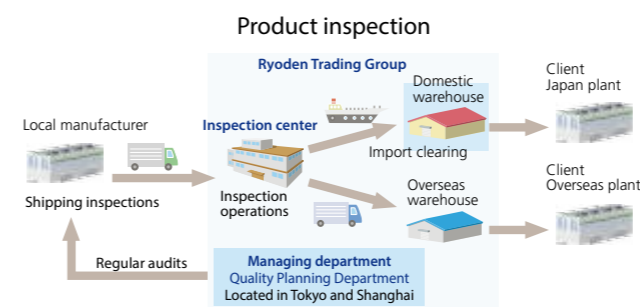 Product inspection
Ryoden Trading Group
Local manufacturer
Shipping inspections
Inspection center
Inspection
operations
Domestic
warehouse
Import clearing
Overseas
warehouse
Client
Japan plant
Client
Overseas plant
Regular audits
Managing department
Quality Planning Department
Located in Tokyo and Shanghai